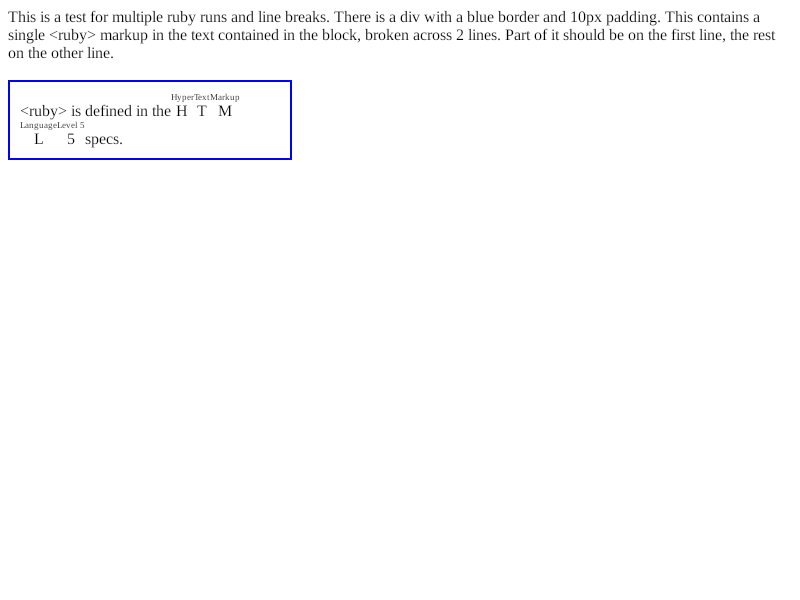 This is a test for multiple ruby runs and line breaks. There is a div with a blue border and 10px padding. This contains a
single <ruby> markup in the text contained in the block, broken across 2 lines. Part of it should be on the first line, the rest
on the other line.
HyperTextMarkup
<ruby> is defined in the H T M
LanguageLevel 5
L 5 specs.